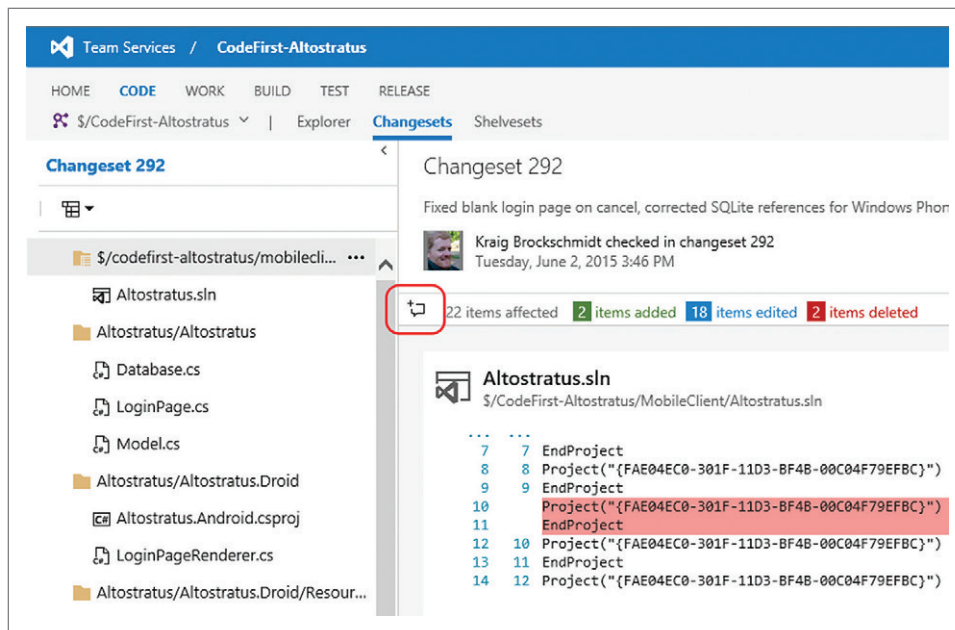 Team Services / CodeFirst-Altostratus
HOME CODE WORK BUILD TEST RELEASE
$/CodeFirst-Altostratus | Explorer Changesets Shelvesets
Changeset 292
$/codefirst-altostratus/mobilecli... •••
Altostratus.sln
Altostratus/Altostratus
Database.cs
LoginPage.cs
Model.cs
Altostratus/Altostratus.Droid
C# Altostratus.Android.csproj
LoginPageRenderer.cs
Altostratus/Altostratus.Droid/Resour...
Changeset 292
Fixed blank login page on cancel, corrected SQLite references for Windows Phon
Kraig Brockschmidt checked in changeset 292
Tuesday, June 2, 2015 3:46 PM
22 items affected 2 items added 18 items edited 2 items deleted
Altostratus.sln
$/CodeFirst-Altostratus/MobileClient/Altostratus.sln
... ...
7 7 EndProject
8 8 Project("{FAE04EC0-301F-11D3-BF4B-00C04F79EFBC}")
9 9 EndProject
10 Project("{FAE04EC0-301F-11D3-BF4B-00C04F79EFBC}")
11 EndProject
12 10 Project("{FAE04EC0-301F-11D3-BF4B-00C04F79EFBC}")
13 11 EndProject
14 12 Project("{FAE04EC0-301F-11D3-BF4B-00C04F79EFBC}")